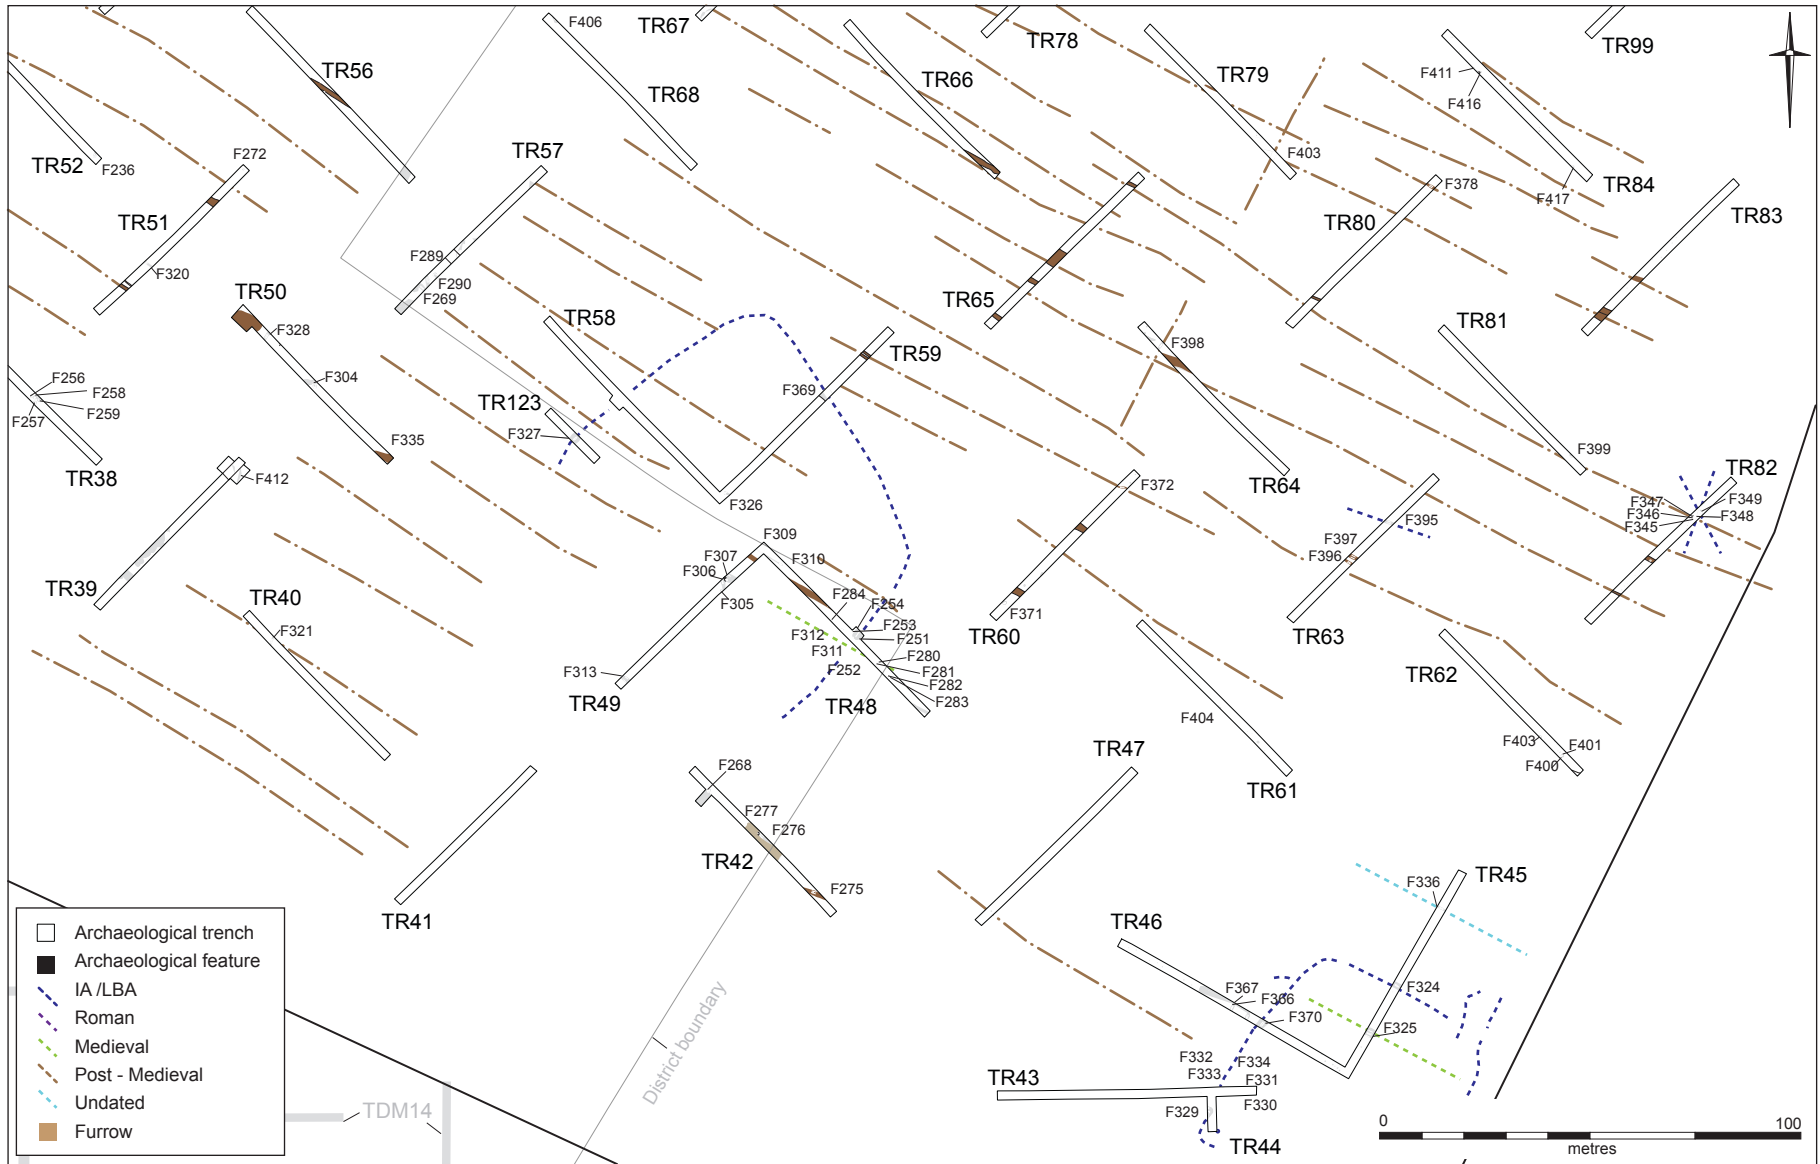 F406
TR67
TR78
TR99
TR56
TR68
TR66
TR79
F411
F416
TR52
F236
F272
TR57
F403
F378
F417
TR84
TR83
TR51
F320
F289
F290
F269
TR80
TR65
TR50
F328
TR58
TR59
F398
TR81
F256
F258
F259
F257
F304
TR123
F327
F369
F335
TR38
F412
F326
TR64
F399
TR82
F372
F347
F346
F345
F349
F348
F395
F397
F396
F309
F307
F306
F310
F305
TR39
TR40
F321
F284
F254
F253
F251
F312
F311
F252
F280
F281
F282
F283
TR60
F371
TR63
F313
TR49
TR48
TR62
F404
F403
F401
F400
TR47
TR61
F268
F277
F276
TR42
F275
TR41
F336
TR45
TR46
F367
F366
F370
F324
F325
F332
F334
F333
F331
F330
TR43
F329
TR44
District boundary
TDM14
Archaeological trench
Archaeological feature
IA /LBA
Roman
Medieval
Post - Medieval
Undated
Furrow
0 100
metres